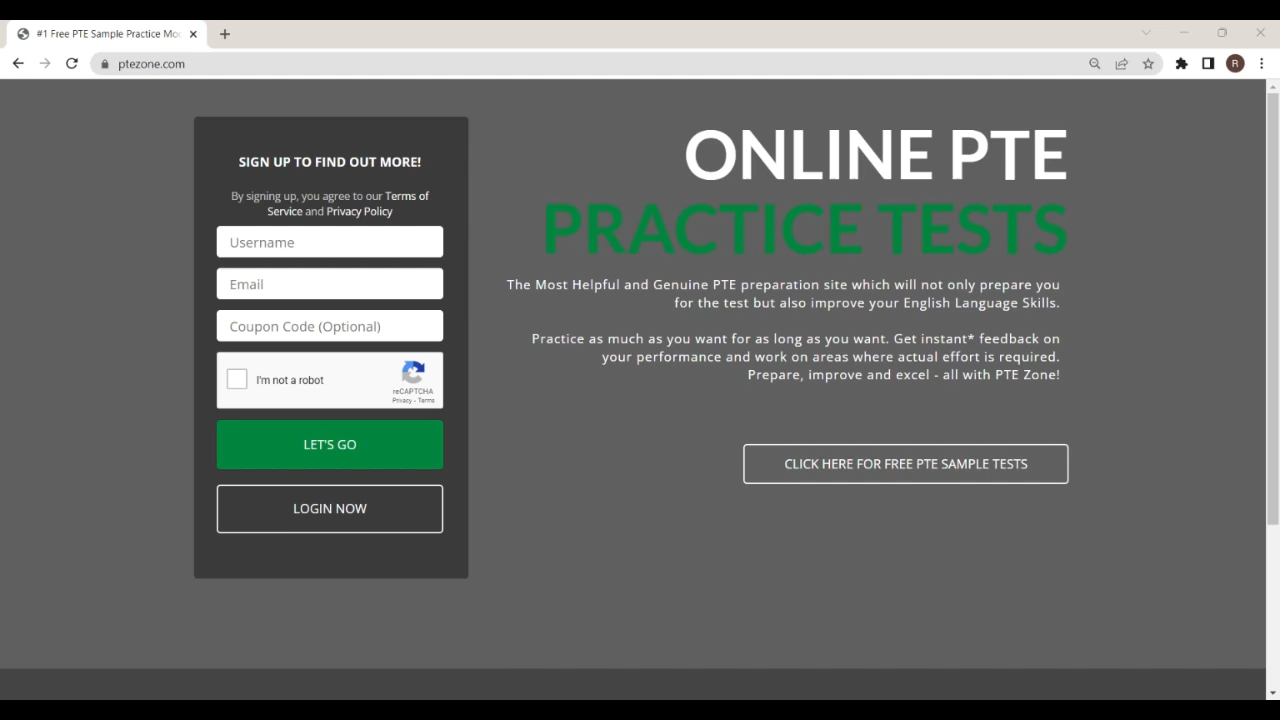 #1 Free PTE Sample Practice Mo
ptezone.com
R
SIGN UP TO FIND OUT MORE!
By signing up, you agree to our Terms of
Service and Privacy Policy
Username
Email
Coupon Code (Optional)
I'm not a robot
reCAPTCHA
Privacy - Terms
LET'S GO
LOGIN NOW
ONLINE PTE
PRACTICE TESTS
The Most Helpful and Genuine PTE preparation site which will not only prepare you
for the test but also improve your English Language Skills.
Practice as much as you want for as long as you want. Get instant* feedback on
your performance and work on areas where actual effort is required.
Prepare, improve and excel - all with PTE Zone!
CLICK HERE FOR FREE PTE SAMPLE TESTS